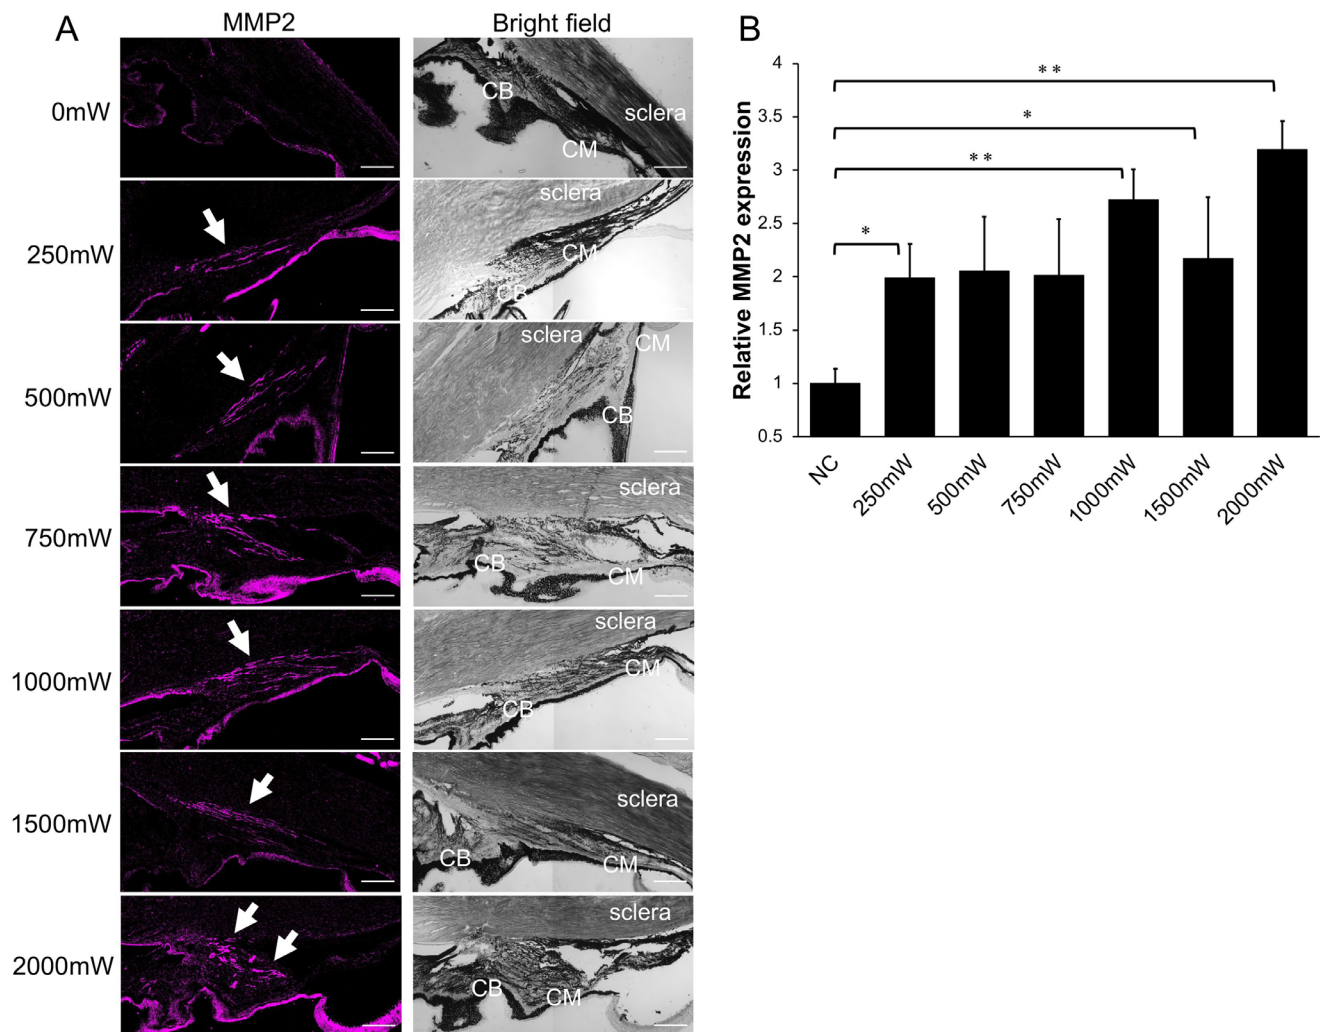 A
MMP2
Bright field
0mW
CB
sclera
CM
250mW
sclera
CM
CB
500mW
sclera
CM
CB
750mW
sclera
CB
CM
1000mW
sclera
CM
CB
1500mW
sclera
CB
CM
2000mW
sclera
CB
CM
B
Relative MMP2 expression
4
3.5
3
2.5
2
1.5
1
0.5
**
*
**
*
NC
250mW
500mW
750mW
1000mW
1500mW
2000mW